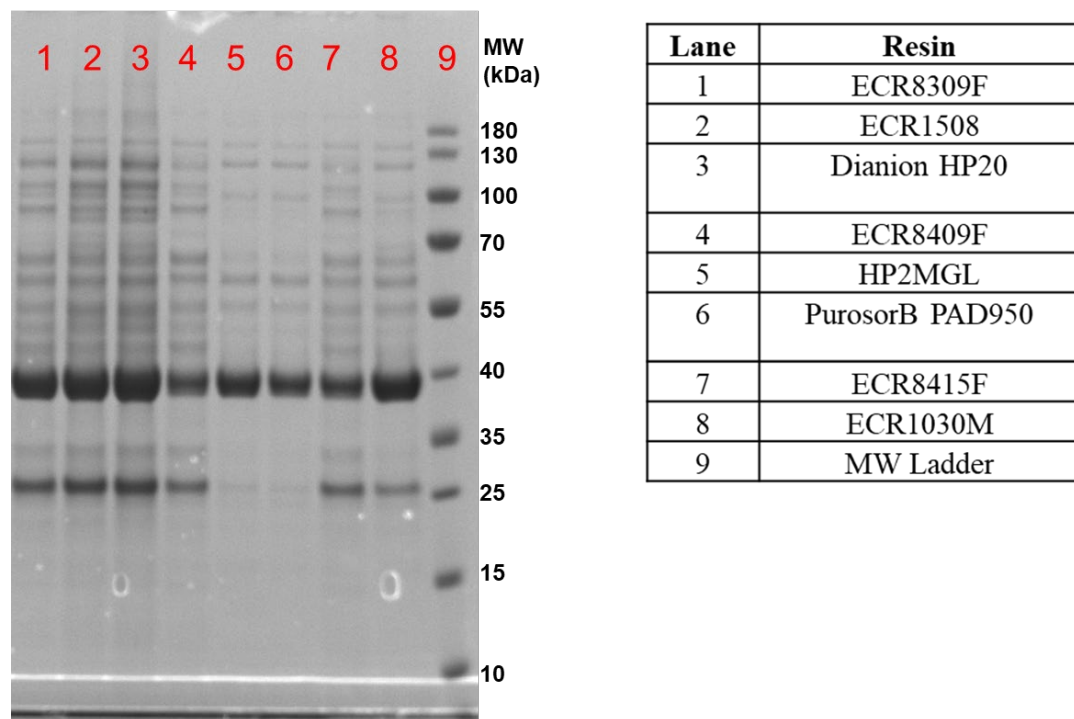 1 2 3 4 5 6 7 8 9
MW
(kDa)
180
130
100
70
55
40
35
25
15
10
Lane Resin
1 ECR8309F
2 ECR1508
3 Dianion HP20
4 ECR8409F
5 HP2MGL
6 PurosorB PAD950
7 ECR8415F
8 ECR1030M
9 MW Ladder